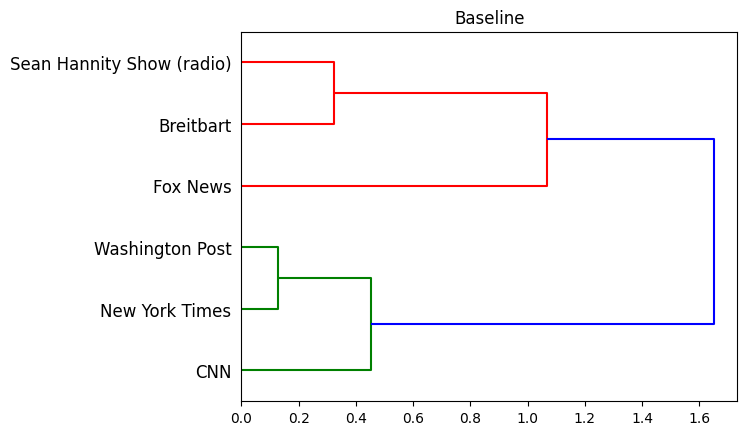 Baseline
Sean Hannity Show (radio)
Breitbart
Fox News
Washington Post
New York Times
CNN
0.0 0.2 0.4 0.6 0.8 1.0 1.2 1.4 1.6